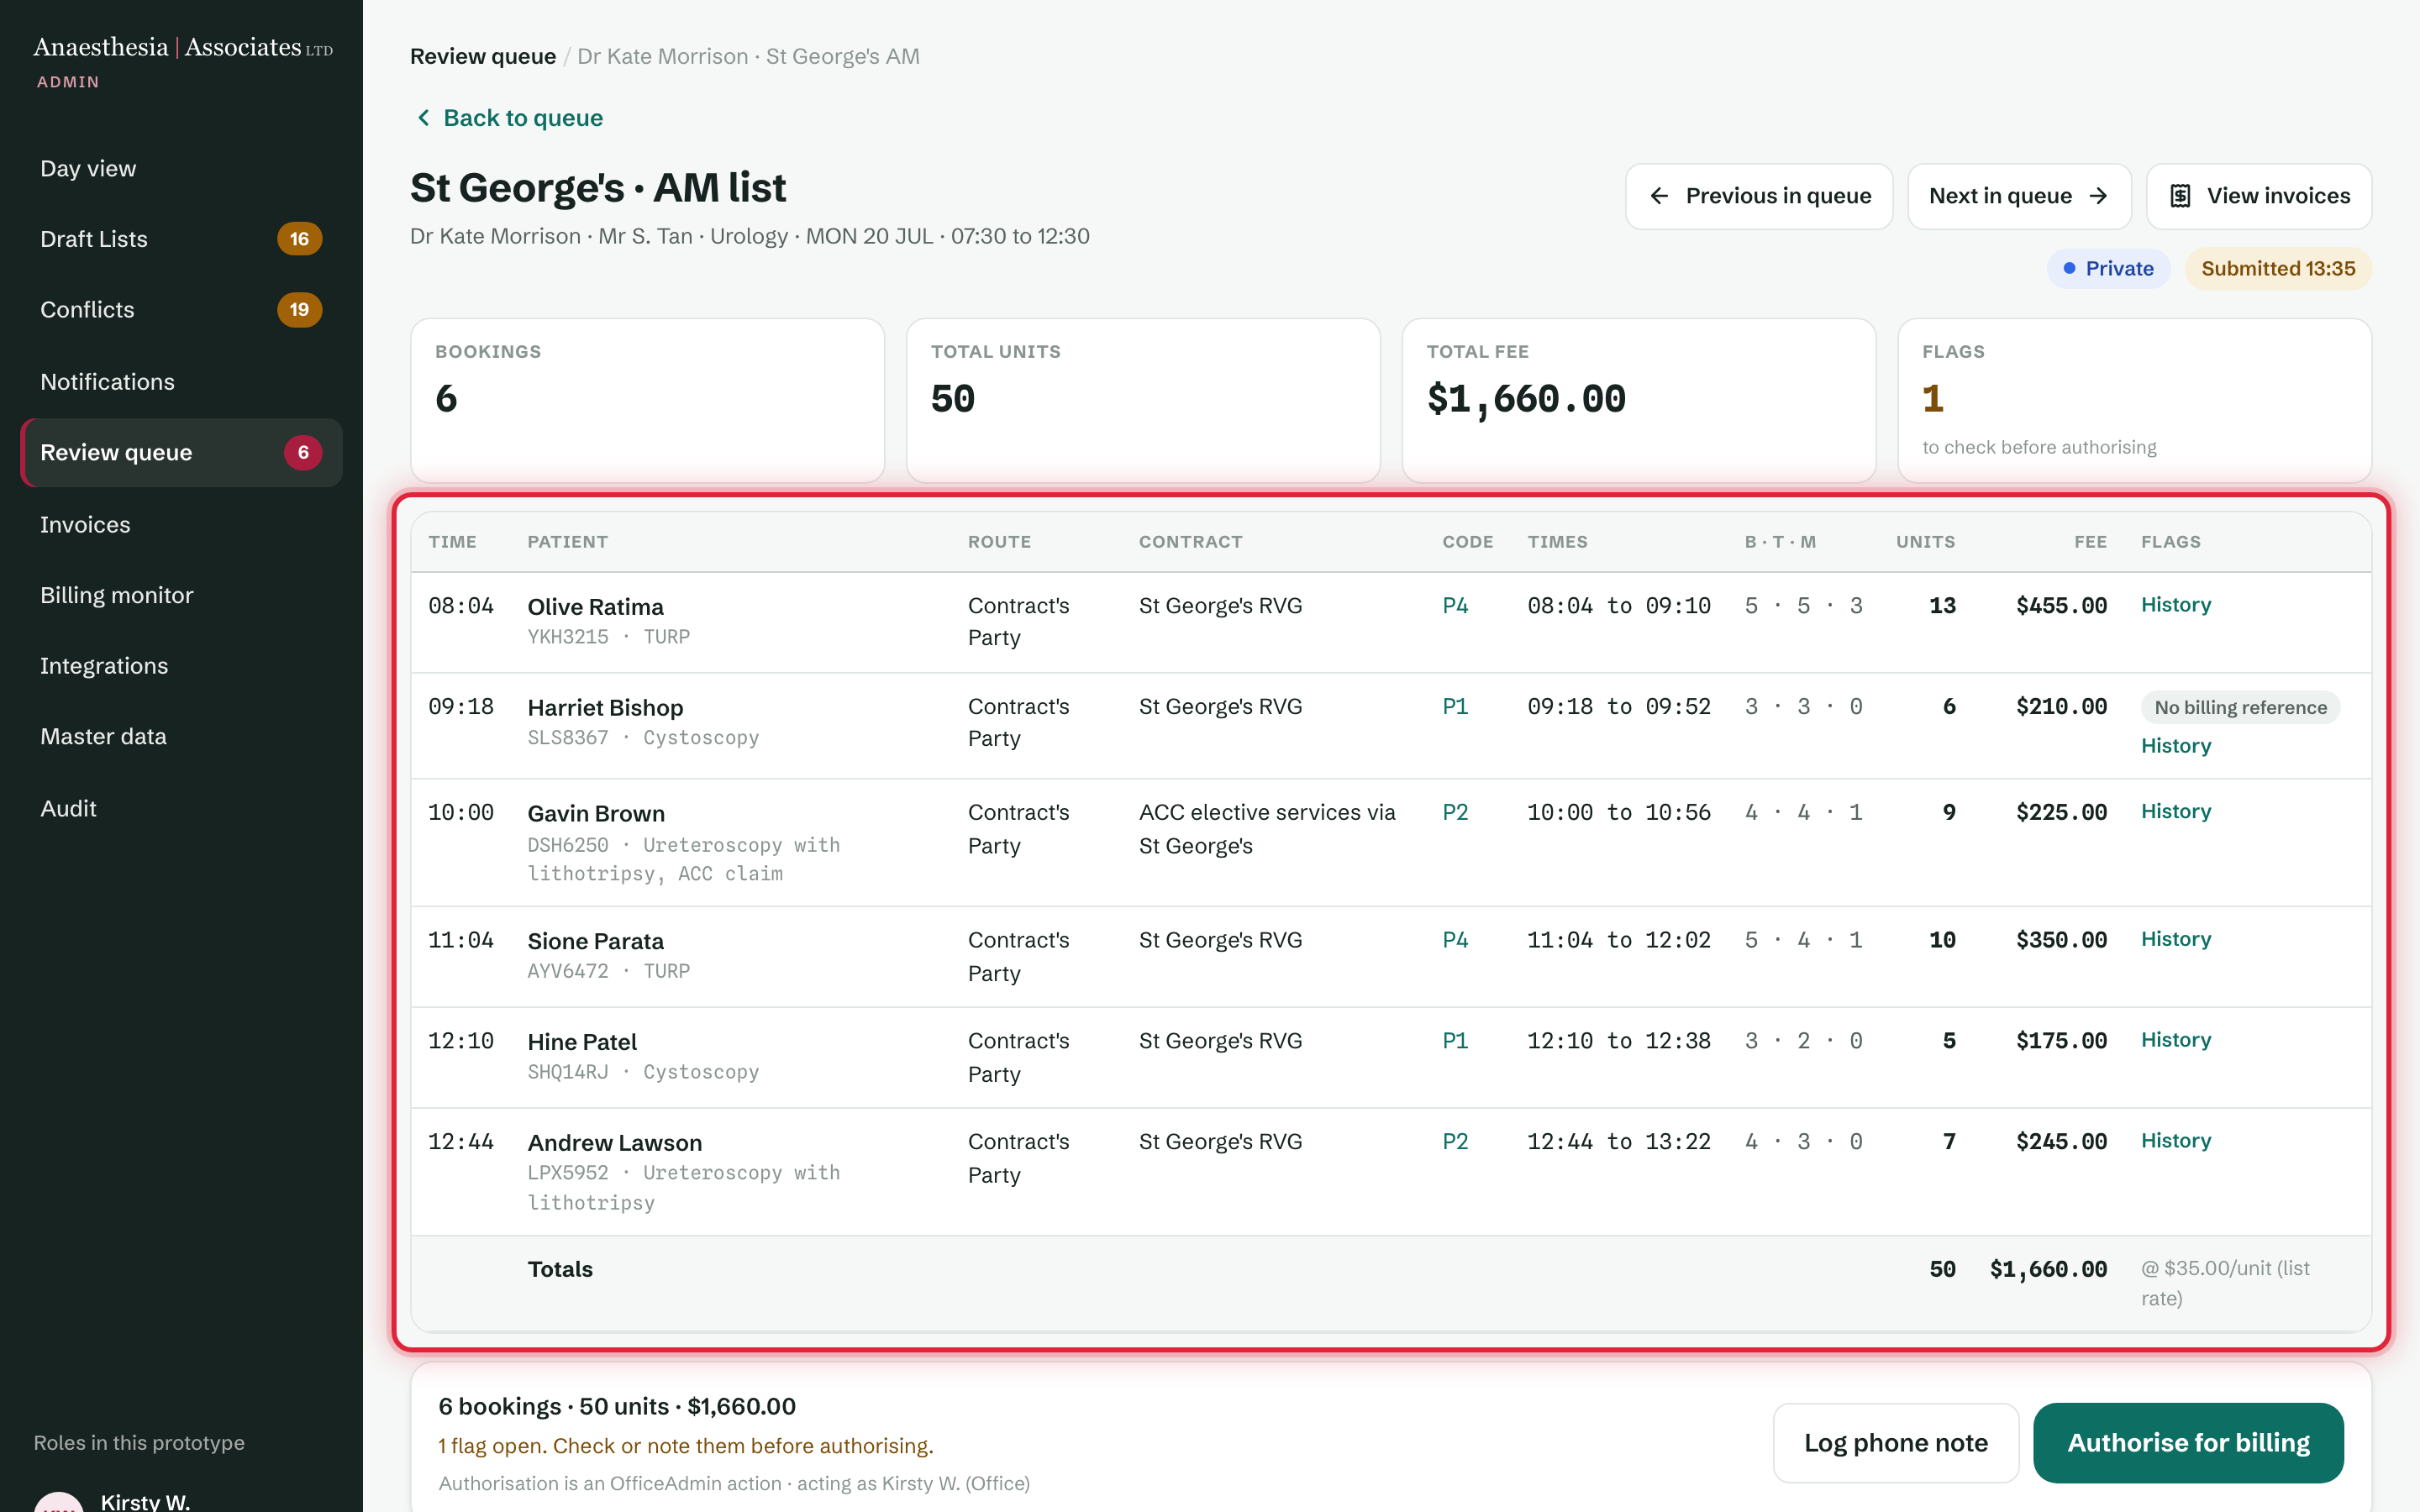 Anaesthesia | Associates LTD
ADMIN
Day view
Draft Lists 16
Conflicts 19
Notifications
Review queue 6
Invoices
Billing monitor
Integrations
Master data
Audit
Roles in this prototype
Kirsty W.
Review queue / Dr Kate Morrison · St George's AM
Back to queue
St George's · AM list
Dr Kate Morrison · Mr S. Tan · Urology · MON 20 JUL · 07:30 to 12:30
Previous in queue
Next in queue
View invoices
Private
Submitted 13:35
BOOKINGS
6
TOTAL UNITS
50
TOTAL FEE
$1,660.00
FLAGS
1
to check before authorising
TIME PATIENT ROUTE CONTRACT CODE TIMES B · T · M UNITS FEE FLAGS
08:04 Olive Ratima Contract's St George's RVG P4 08:04 to 09:10 5 · 5 · 3 13 $455.00 History
YKH3215 · TURP Party
09:18 Harriet Bishop Contract's St George's RVG P1 09:18 to 09:52 3 · 3 · 0 6 $210.00 No billing reference
SLS8367 · Cystoscopy Party History
10:00 Gavin Brown Contract's ACC elective services via P2 10:00 to 10:56 4 · 4 · 1 9 $225.00 History
DSH6250 · Ureteroscopy with Party St George's
lithotripsy, ACC claim
11:04 Sione Parata Contract's St George's RVG P4 11:04 to 12:02 5 · 4 · 1 10 $350.00 History
AYV6472 · TURP Party
12:10 Hine Patel Contract's St George's RVG P1 12:10 to 12:38 3 · 2 · 0 5 $175.00 History
SHQ14RJ · Cystoscopy Party
12:44 Andrew Lawson Contract's St George's RVG P2 12:44 to 13:22 4 · 3 · 0 7 $245.00 History
LPX5952 · Ureteroscopy with Party
lithotripsy
Totals 50 $1,660.00 @ $35.00/unit (list
rate)
6 bookings · 50 units · $1,660.00
1 flag open. Check or note them before authorising.
Authorisation is an OfficeAdmin action · acting as Kirsty W. (Office)
Log phone note
Authorise for billing